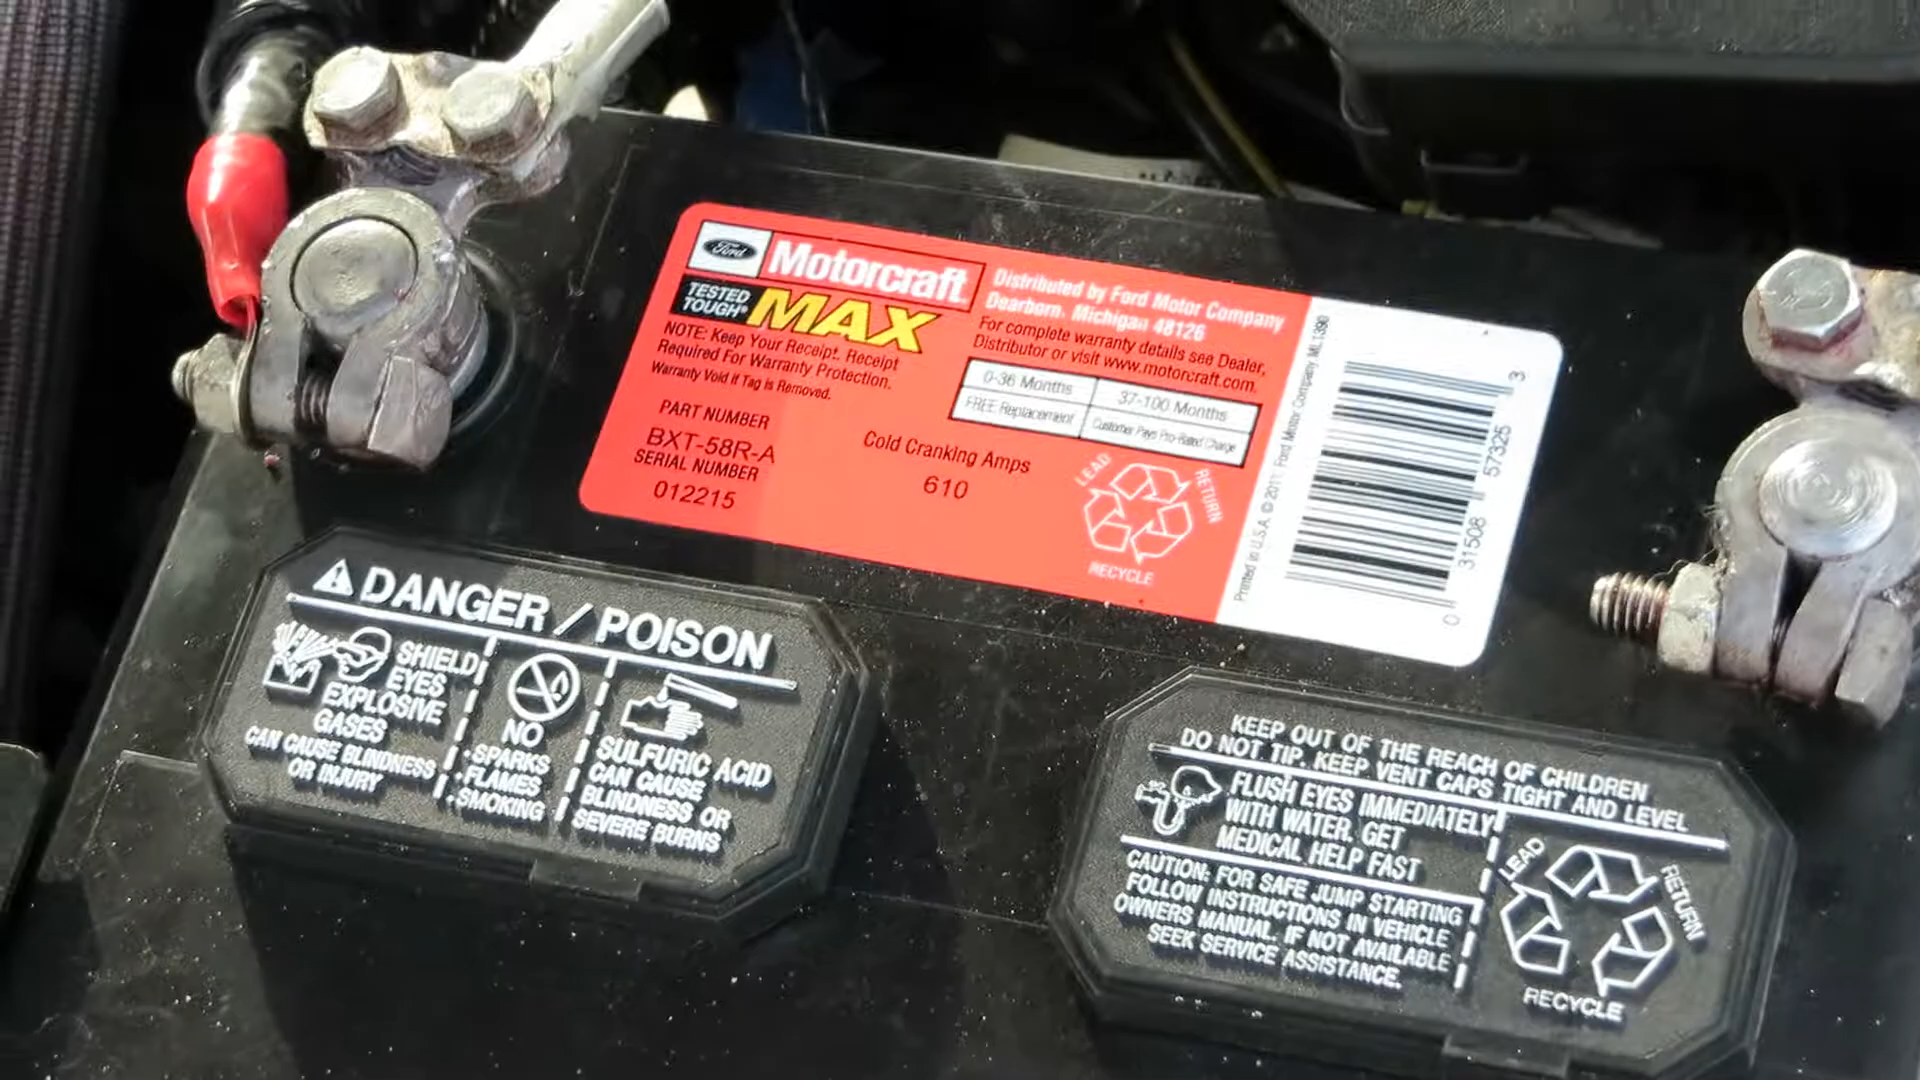 Ford
Motorcraft
TESTED
TOUGH®
MAX
NOTE: Keep Your Receipt. Receipt
Required For Warranty Protection.
Warranty Void if Tag is Removed.
PART NUMBER
BXT-58R-A
SERIAL NUMBER
012215
Distributed by Ford Motor Company
Dearborn, Michigan 48126
For complete warranty details see Dealer,
Distributor or visit www.motorcraft.com.
0-36 Months
37-100 Months
FREE Replacement
Customer Pays Pro-Rated Charge
Cold Cranking Amps
610
LEAD
RETURN
RECYCLE
Printed in U.S.A. © 2011, Ford Motor Company ML1390
0 31508 57325 3
DANGER / POISON
SHIELD
EYES
EXPLOSIVE
GASES
CAN CAUSE BLINDNESS
OR INJURY
NO
• SPARKS
• FLAMES
• SMOKING
SULFURIC ACID
CAN CAUSE
BLINDNESS OR
SEVERE BURNS
KEEP OUT OF THE REACH OF CHILDREN
DO NOT TIP. KEEP VENT CAPS TIGHT AND LEVEL
FLUSH EYES IMMEDIATELY
WITH WATER. GET
MEDICAL HELP FAST
CAUTION: FOR SAFE JUMP STARTING
FOLLOW INSTRUCTIONS IN VEHICLE
OWNERS MANUAL. IF NOT AVAILABLE
SEEK SERVICE ASSISTANCE.
LEAD
RETURN
RECYCLE